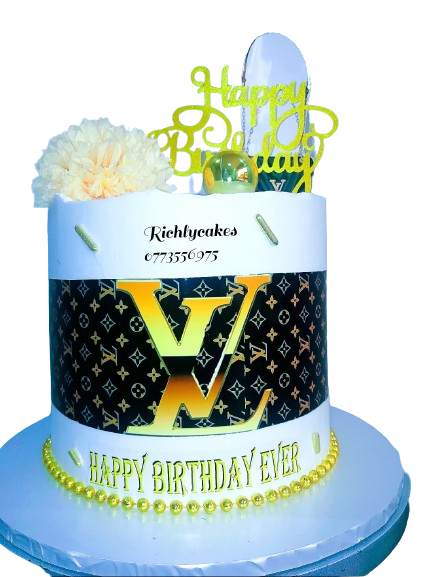 Happy
Birthday
Richlycakes
0773556975
LV
HAPPY BIRTHDAY EVER